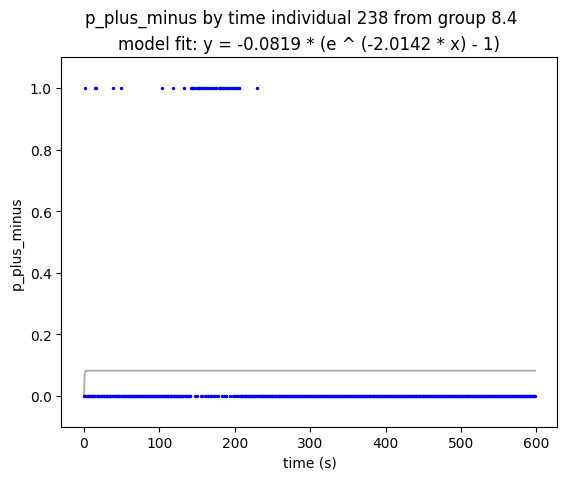 p_plus_minus by time individual 238 from group 8.4
model fit: y = -0.0819 * (e ^ (-2.0142 * x) - 1)
1.0
0.8
0.6
0.4
0.2
0.0
p_plus_minus
0 100 200 300 400 500 600
time (s)